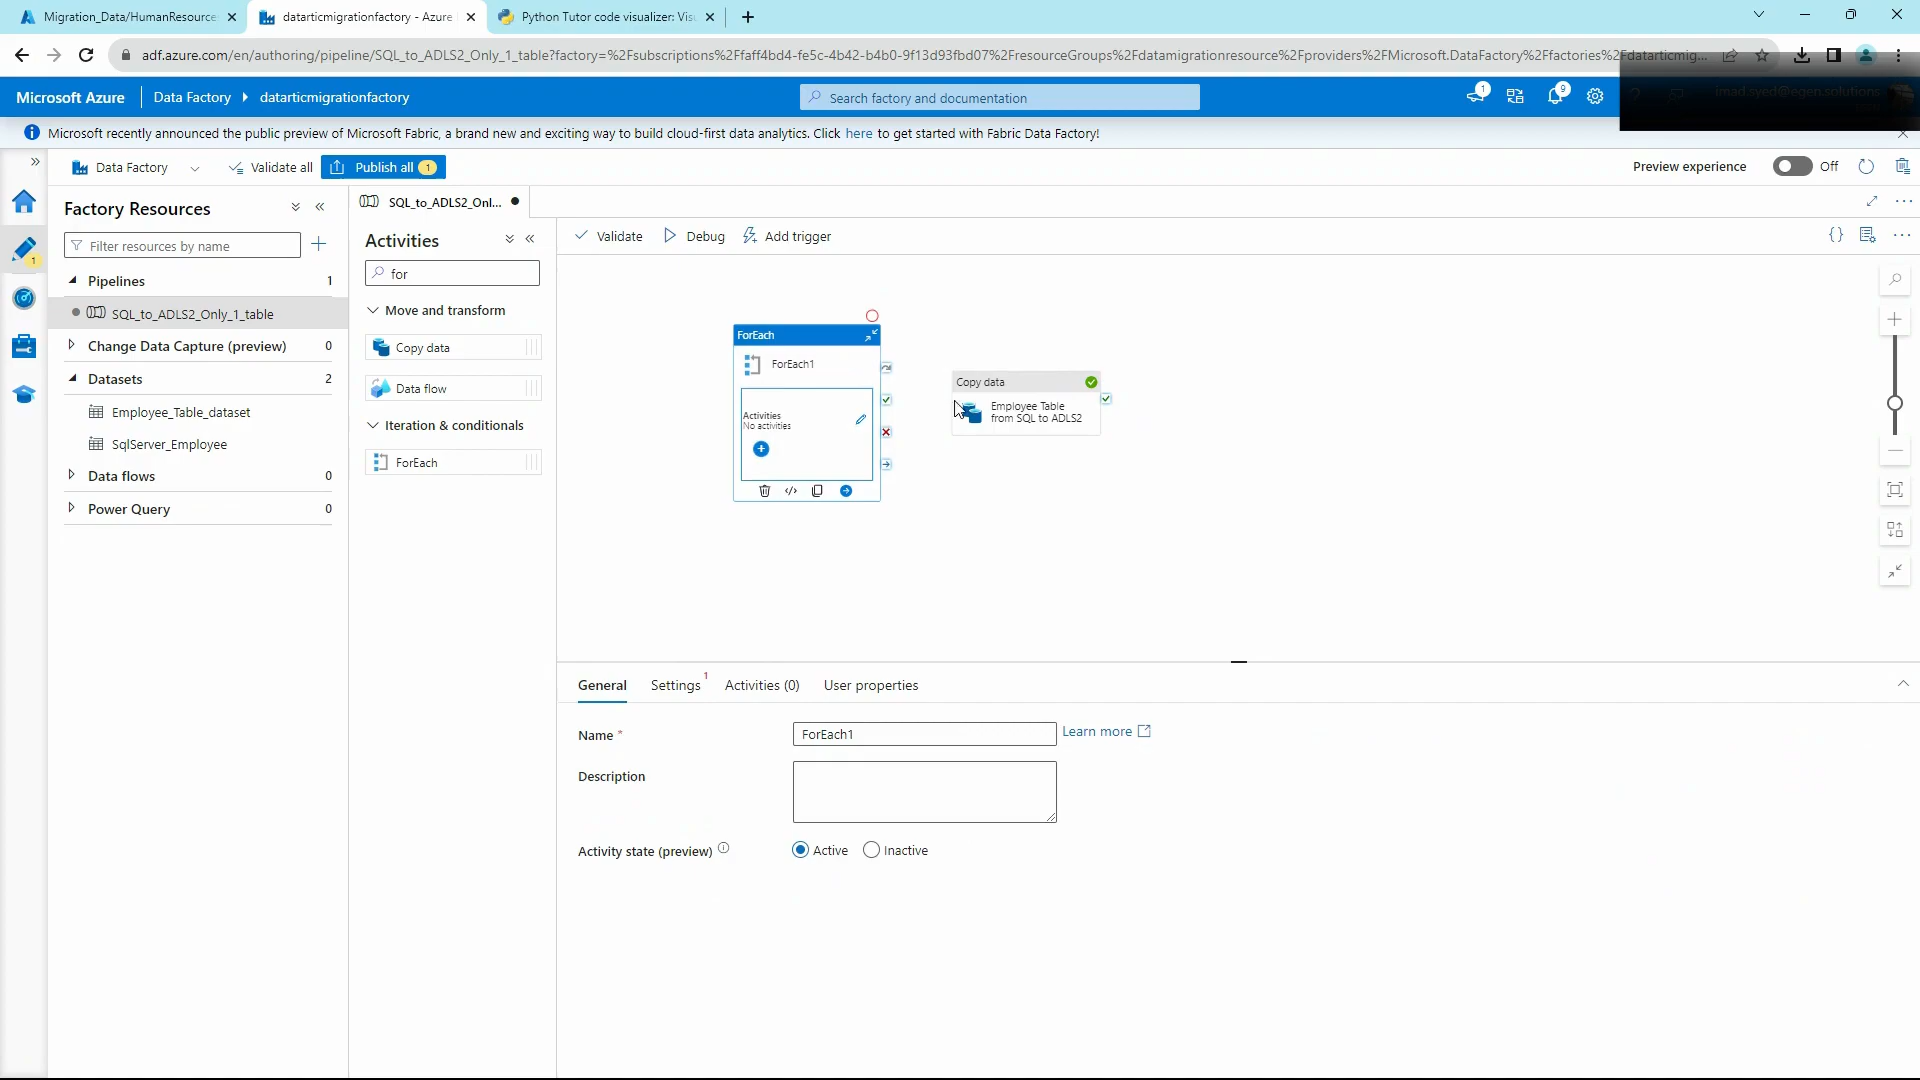 Migration_Data/HumanResource
datarticmigrationfactory - Azure
Python Tutor code visualizer: Vis
adf.azure.com/en/authoring/pipeline/SQL_to_ADLS2_Only_1_table?factory=%2Fsubscriptions%2Ffaff4bd4-fe5c-4b42-b4b0-9f13d93fbd07%2FresourceGroups%2Fdatamigrationresource%2Fproviders%2FMicrosoft.DataFactory%2Ffactories%2Fdatarticmig...
Microsoft Azure
Data Factory
datarticmigrationfactory
Search factory and documentation
1
9
imad.syed@egen.solutions
Microsoft recently announced the public preview of Microsoft Fabric, a brand new and exciting way to build cloud-first data analytics. Click here to get started with Fabric Data Factory!
Data Factory
Validate all
Publish all 1
Preview experience
Off
Factory Resources
SQL_to_ADLS2_Onl...
Filter resources by name
Activities
Validate
Debug
Add trigger
for
1
Pipelines 1
SQL_to_ADLS2_Only_1_table
Change Data Capture (preview) 0
Datasets 2
Employee_Table_dataset
SqlServer_Employee
Data flows 0
Power Query 0
Move and transform
Copy data
Data flow
Iteration & conditionals
ForEach
ForEach
ForEach1
Activities
No activities
Copy data
Employee Table
from SQL to ADLS2
General
Settings 1
Activities (0)
User properties
Name *
ForEach1
Learn more
Description
Activity state (preview)
Active
Inactive